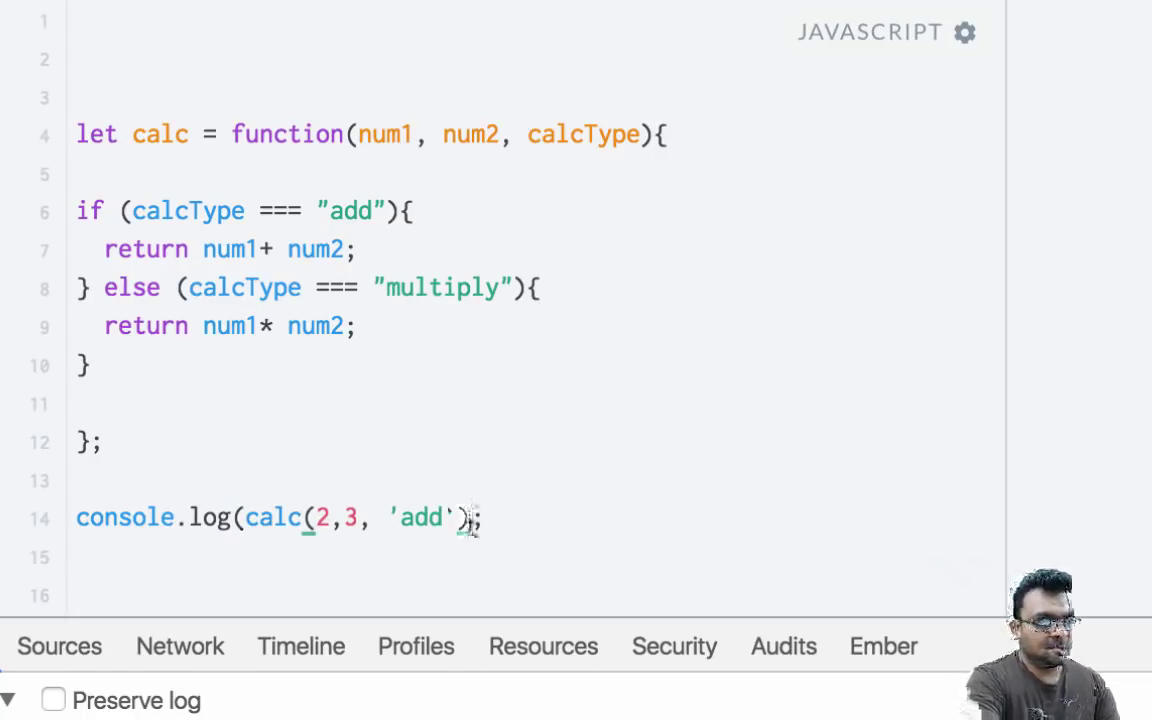 1
JAVASCRIPT
2
3
4 let calc = function(num1, num2, calcType){
5
6 if (calcType === "add"){
7 return num1+ num2;
8 } else (calcType === "multiply"){
9 return num1* num2;
10 }
11
12 };
13
14 console.log(calc(2,3, 'add');
15
16
Sources Network Timeline Profiles Resources Security Audits Ember
Preserve log